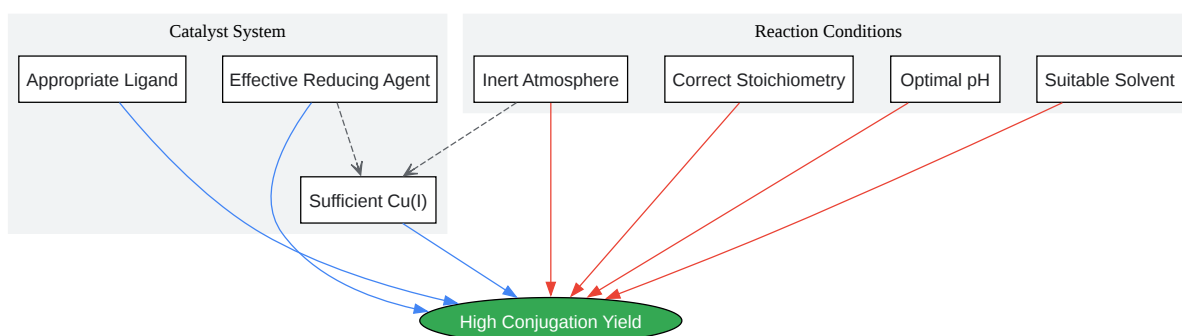 Catalyst System
Reaction Conditions
Appropriate Ligand
Effective Reducing Agent
Inert Atmosphere
Correct Stoichiometry
Optimal pH
Suitable Solvent
Sufficient Cu(I)
High Conjugation Yield